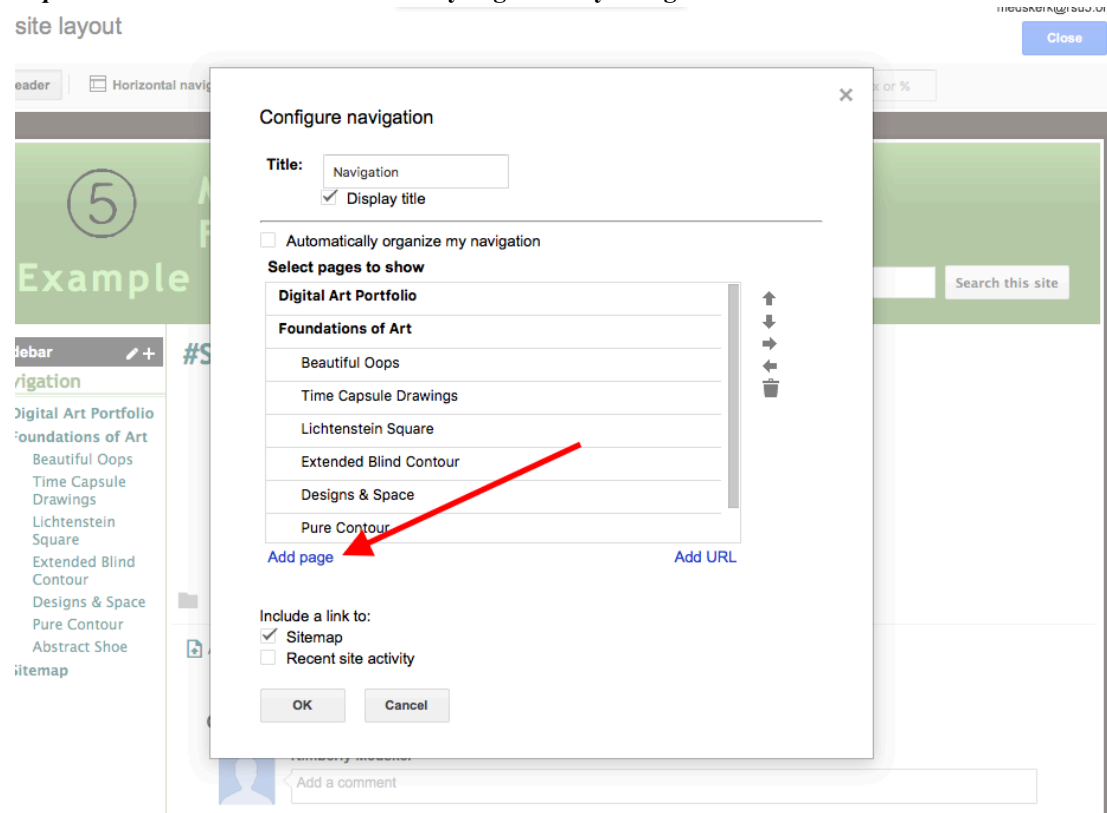 site layout
Close
eader
Horizontal navig
x or %
Configure navigation
Title:
Navigation
Display title
5
Example
Automatically organize my navigation
Select pages to show
Digital Art Portfolio
Foundations of Art
Beautiful Oops
Time Capsule Drawings
Lichtenstein Square
Extended Blind Contour
Designs & Space
Pure Contour
Add page
Add URL
Include a link to:
Sitemap
Recent site activity
OK
Cancel
Search this site
debar
vigation
Digital Art Portfolio
Foundations of Art
Beautiful Oops
Time Capsule
Drawings
Lichtenstein
Square
Extended Blind
Contour
Designs & Space
Pure Contour
Abstract Shoe
Sitemap
#S
Add a comment